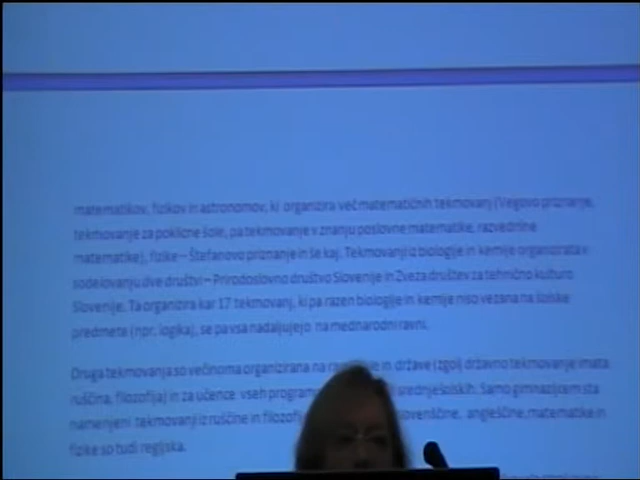 matematikov, fizikov in astronomov, ki organizira več matematičnih tekmovanj (Vegovo priznanje,
tekmovanje za poklicne šole, pa tekmovanje v znanju poslovne matematike, razvedrilne
matematike), fizike – Štefanovo priznanje in še kaj. Tekmovanji iz biologije in kemije organizirata v
sodelovanju dve društvi – Prirodoslovno društvo Slovenije in Zveza društev za tehnično kulturo
Slovenije. Ta organizira kar 17 tekmovanj, ki pa razen biologije in kemije niso vezana na šolske
predmete (npr. logika), se pa vsa nadaljujejo na mednarodni ravni.
Druga tekmovanja so večinoma organizirana na in državne (zgolj državno tekmovanje imata
ruščina, filozofija) in za učence vseh srednješolskih. Samo gimnazijcem sta
namenjeni tekmovanji iz ruščine in angleščine, matematike in
fizike so tudi regijska.